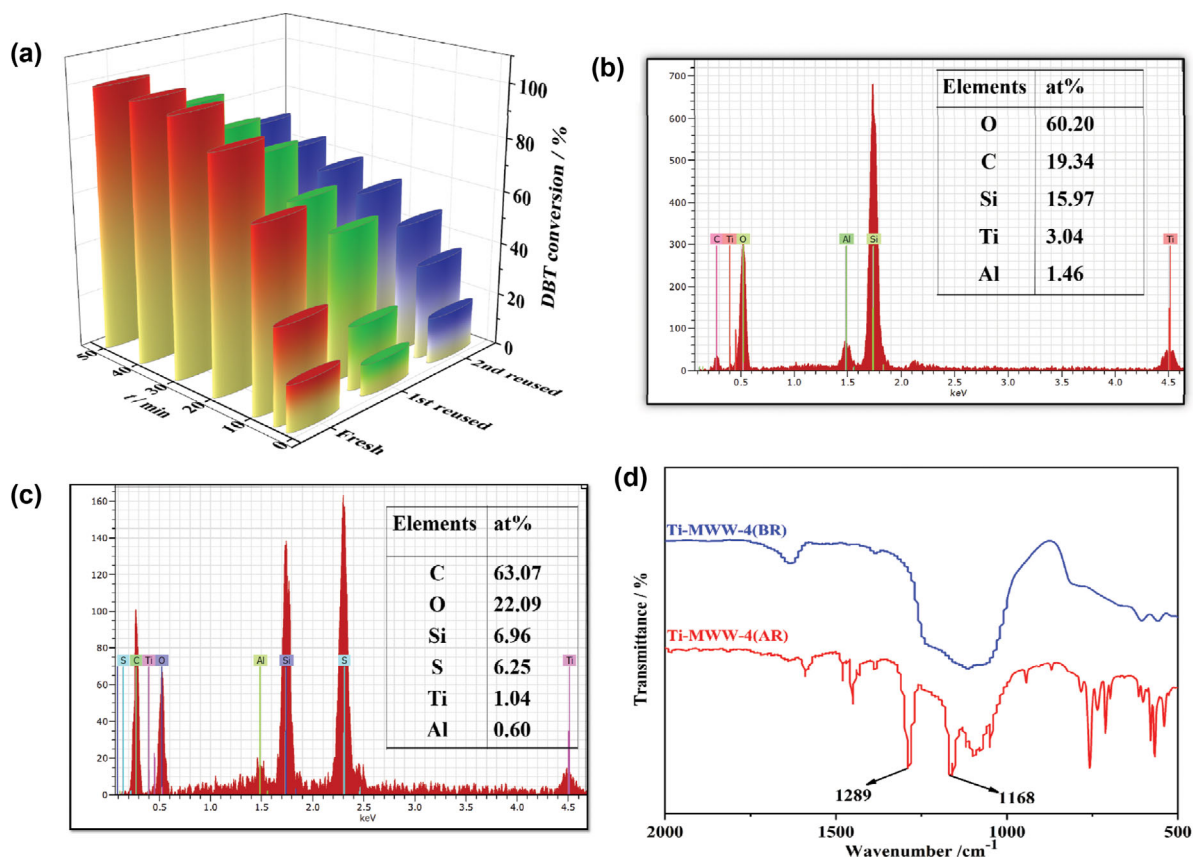 (a)
100
80
60
40
20
0
DBT conversion / %
50
40
30
20
10
0
t / min
Fresh
1st reused
2nd reused
(b)
700
600
500
400
300
200
100
0
C Ti O Al Si Ti
0.5 1.0 1.5 2.0 2.5 3.0 3.5 4.0 4.5
keV
Elements at%
O 60.20
C 19.34
Si 15.97
Ti 3.04
Al 1.46
(c)
160
140
120
100
80
60
40
20
0
S C Ti O Al Si S Ti
0.5 1.0 1.5 2.0 2.5 3.0 3.5 4.0 4.5
keV
Elements at%
C 63.07
O 22.09
Si 6.96
S 6.25
Ti 1.04
Al 0.60
(d)
Transmittance / %
Ti-MWW-4(BR)
Ti-MWW-4(AR)
1289 1168
2000 1500 1000 500
Wavenumber /cm-1